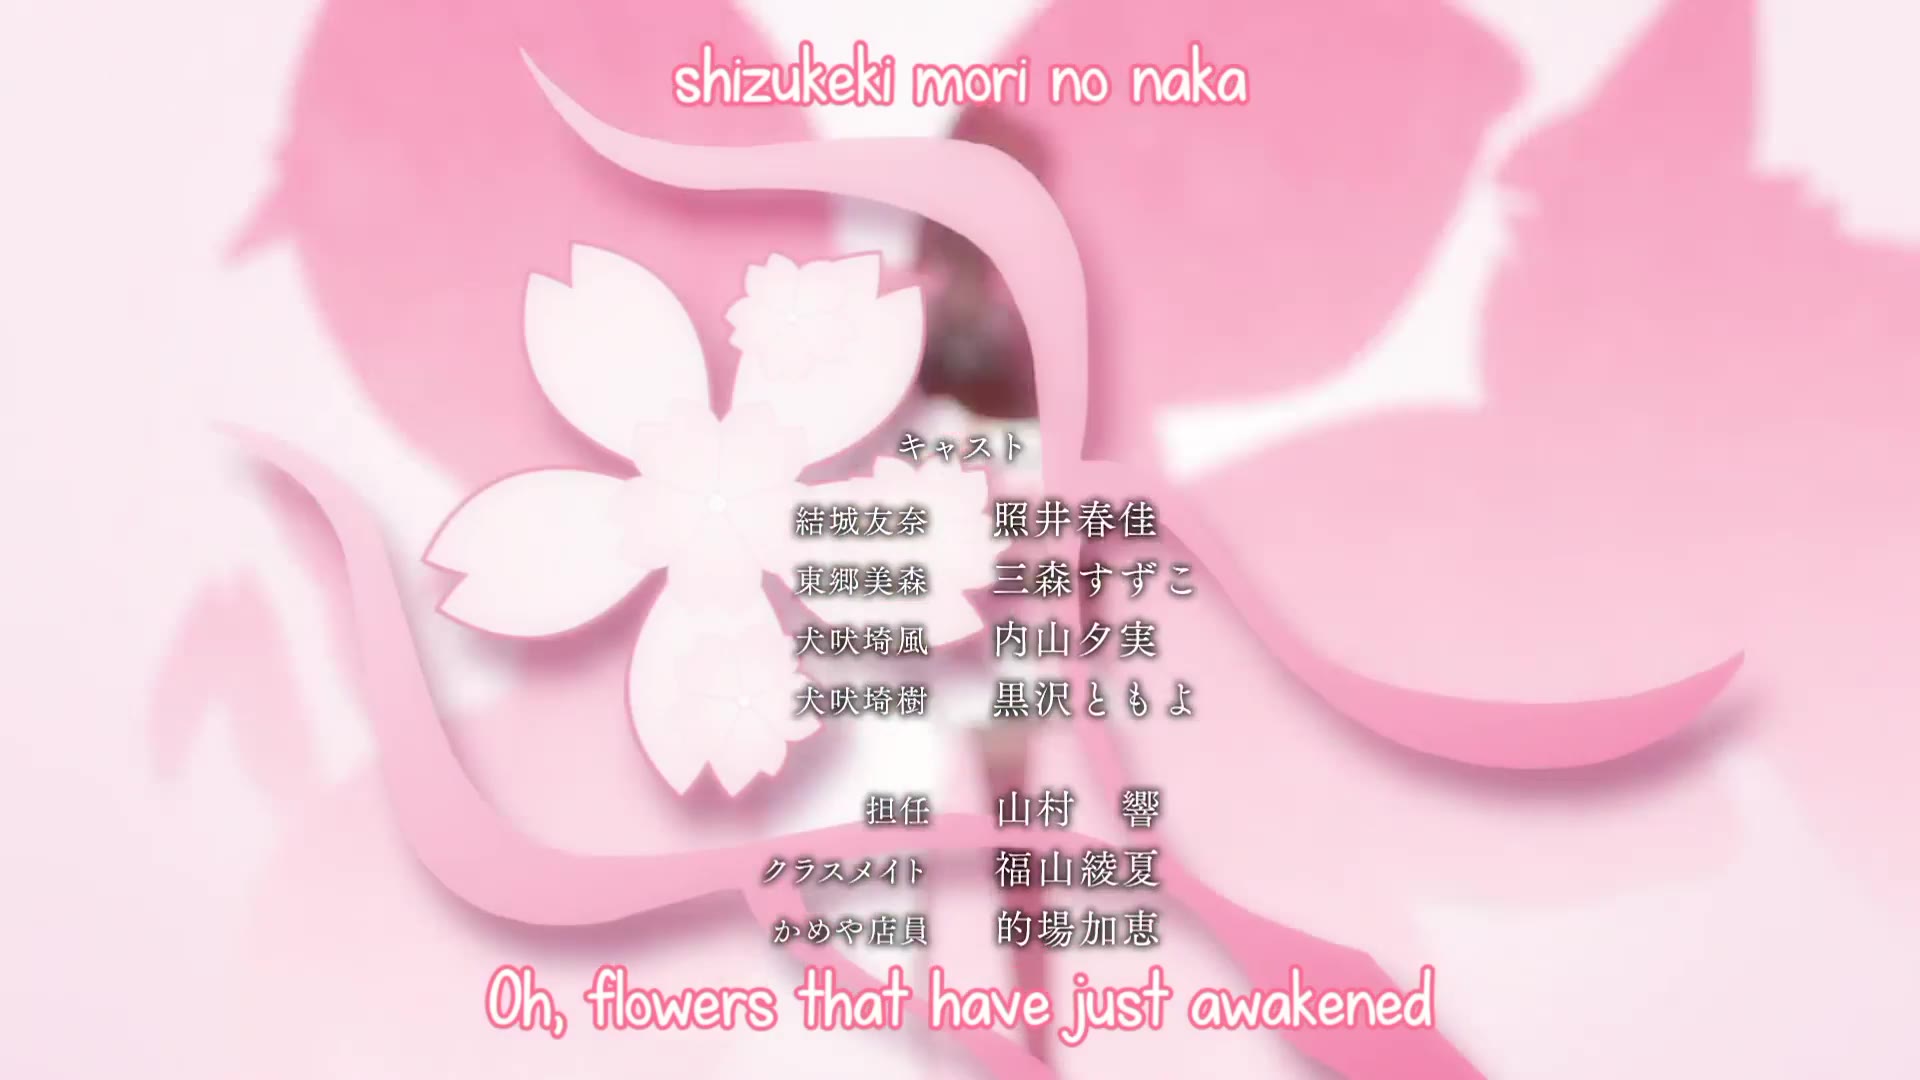 shizukeki mori no naka
キャスト
結城友奈 照井春佳
東郷美森 三森すずこ
犬吠埼風 内山夕実
犬吠埼樹 黒沢ともよ
担任 山村 響
クラスメイト 福山綾夏
かめや店員 的場加恵
Oh, flowers that have just awakened